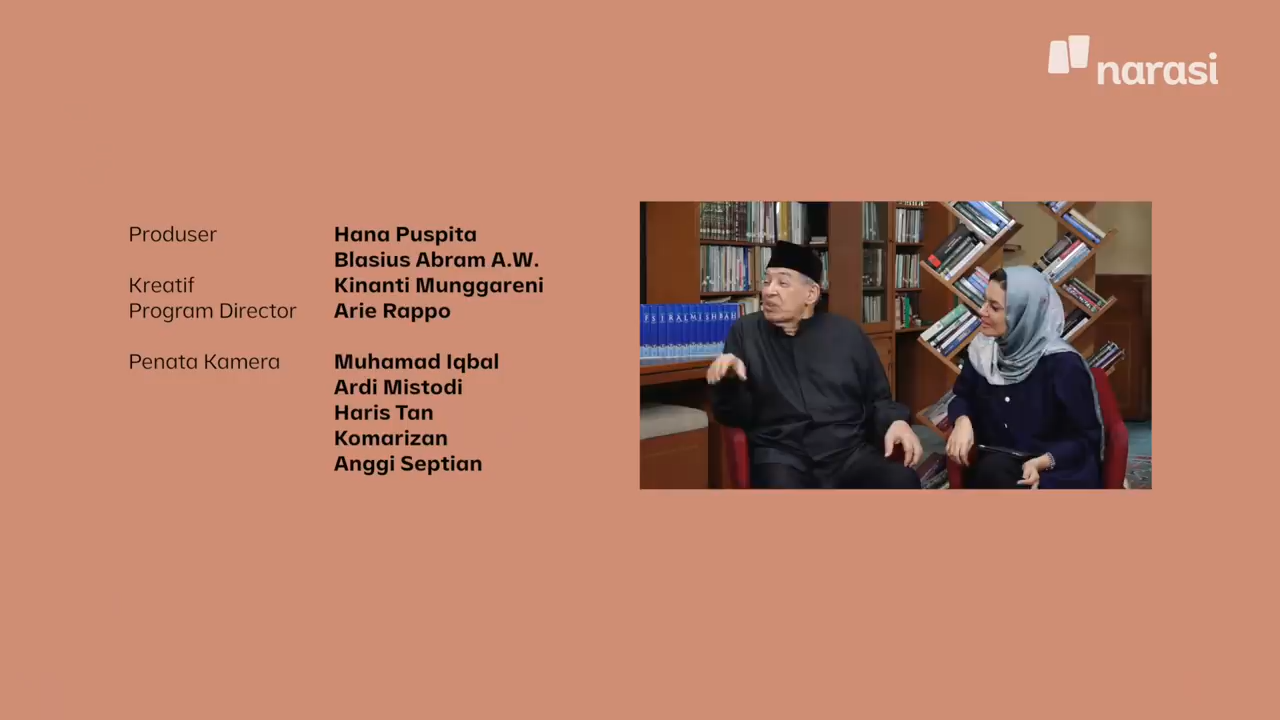 narasi
Produser Hana Puspita
Blasius Abram A.W.
Kreatif Kinanti Munggareni
Program Director Arie Rappo
Penata Kamera Muhamad Iqbal
Ardi Mistodi
Haris Tan
Komarizan
Anggi Septian